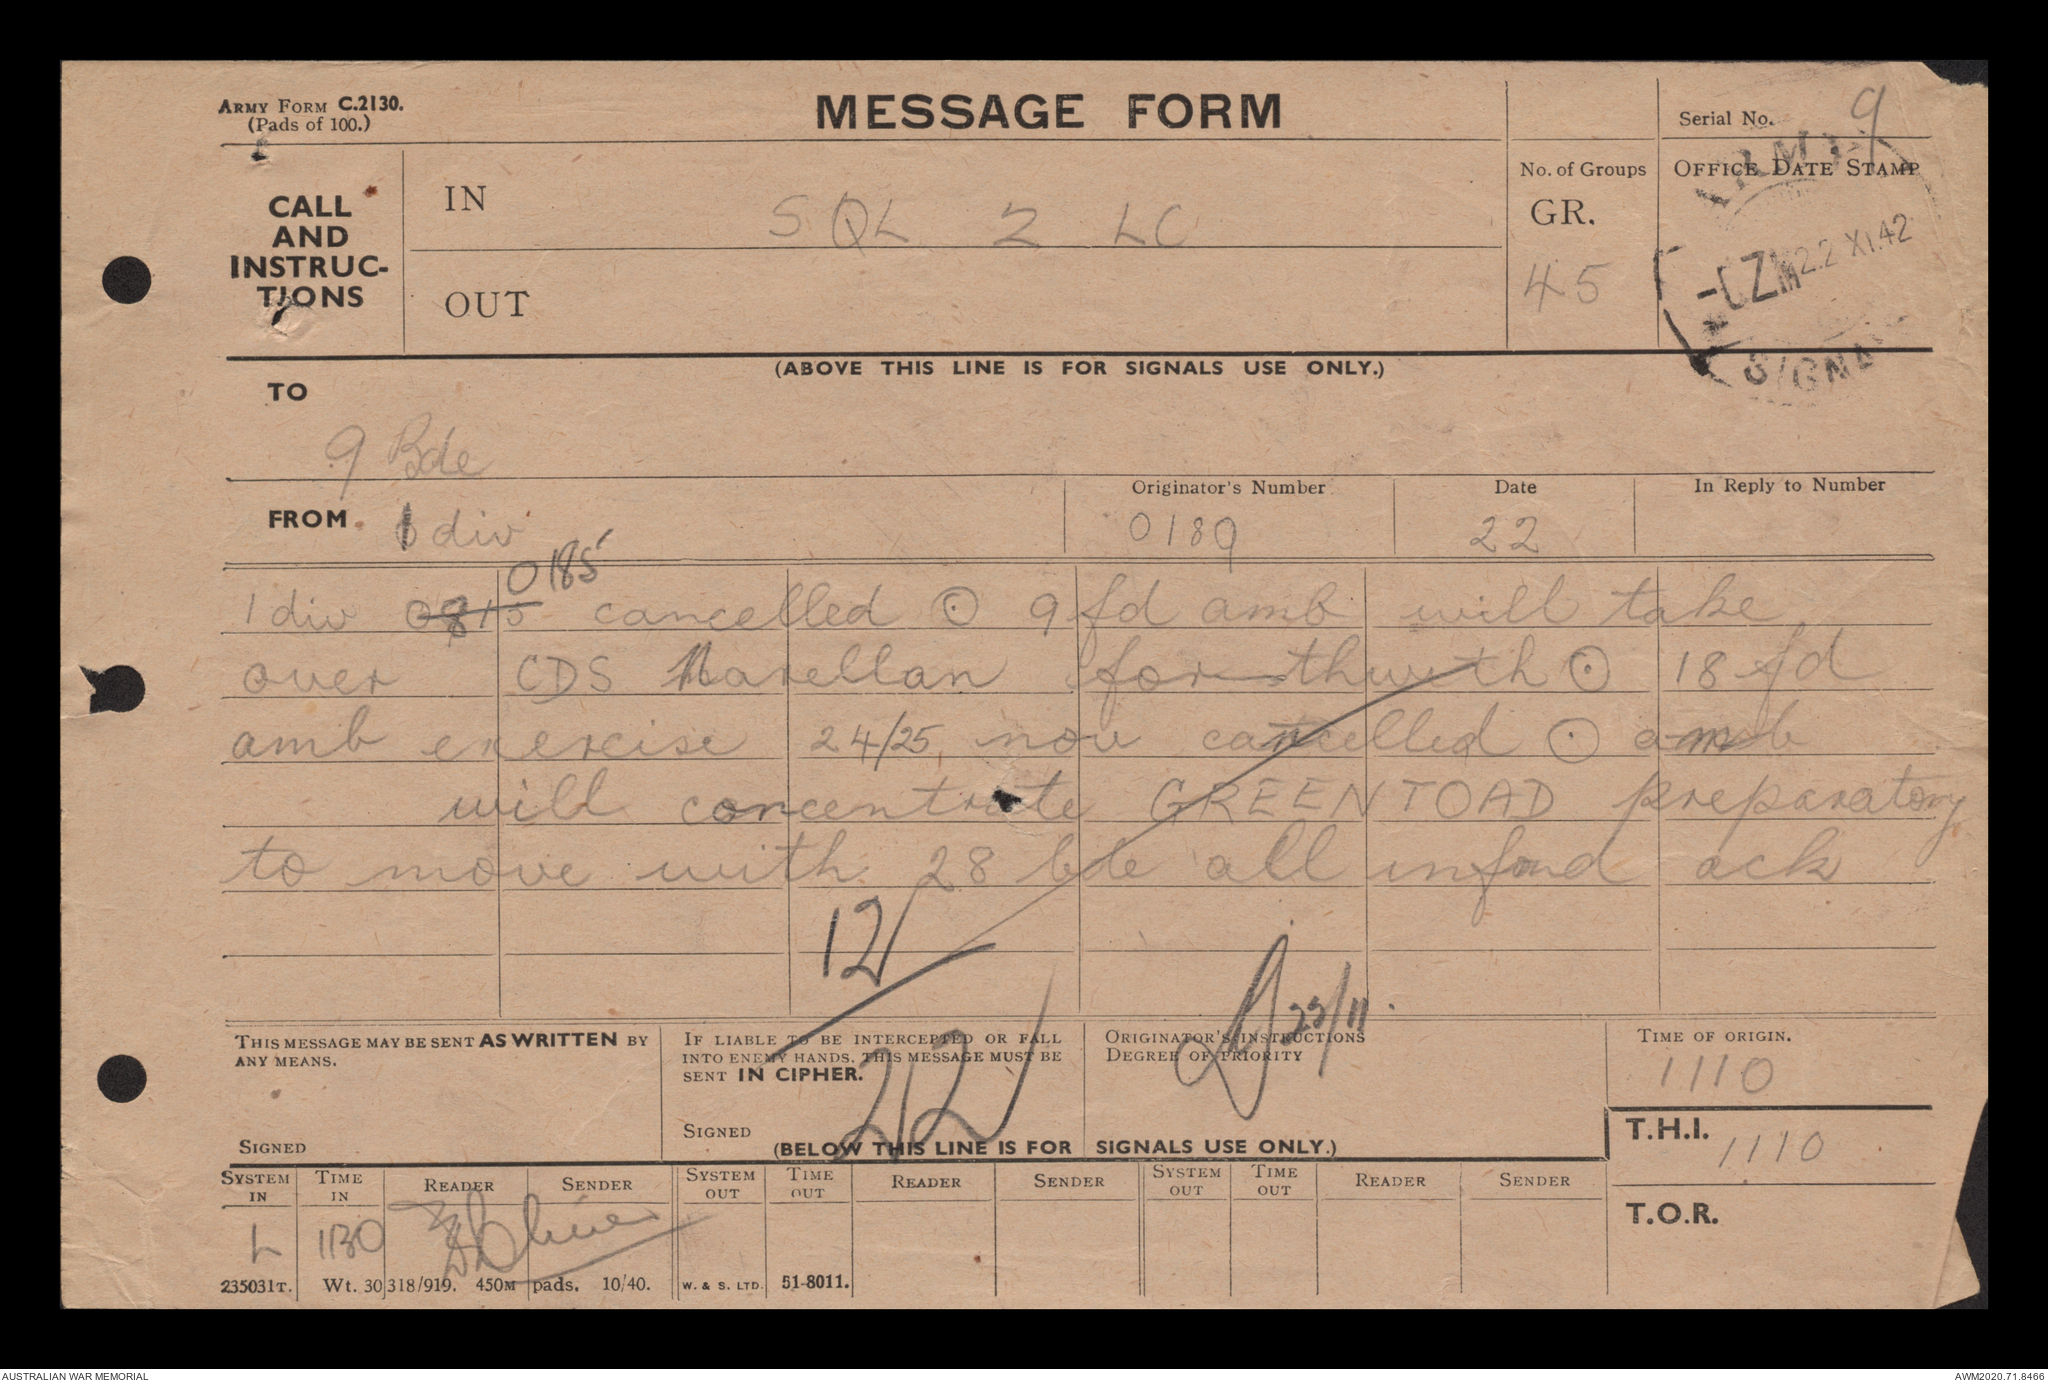 ARMY FORM C.2130.
(Pads of 100.)
MESSAGE FORM
Serial No. 9
CALL
AND
INSTRUC-
TIONS
IN
SQL 2 LC
OUT
No. of Groups
GR.
45
OFFICE DATE STAMP
ARMY
-CZM 22 XI.42
SIGNA
(ABOVE THIS LINE IS FOR SIGNALS USE ONLY.)
TO
9 Bde
FROM 1 div
Originator's Number
0189
Date
22
In Reply to Number
0185
1 div 0815 cancelled ⊙ 9 fd amb will take
over CDS Narellan forthwith ⊙ 18 fd
amb exercise 24/25 now cancelled ⊙ amb
will concentrate GREENTOAD preparatory
to move with 28 bde all infmd ack
12/
22/11.
212/
THIS MESSAGE MAY BE SENT AS WRITTEN BY
ANY MEANS.
SIGNED
IF LIABLE TO BE INTERCEPTED OR FALL
INTO ENEMY HANDS, THIS MESSAGE MUST BE
SENT IN CIPHER.
SIGNED
ORIGINATOR'S INSTRUCTIONS
DEGREE OF PRIORITY
TIME OF ORIGIN.
1110
T.H.I.
1110
T.O.R.
(BELOW THIS LINE IS FOR SIGNALS USE ONLY.)
SYSTEM IN
TIME IN
READER
SENDER
SYSTEM OUT
TIME OUT
READER
SENDER
SYSTEM OUT
TIME OUT
READER
SENDER
L 1130
235031T. Wt. 30318/919. 450M pads. 10/40. W. & S. LTD. 51-8011.
AUSTRALIAN WAR MEMORIAL
AWM2020.71.8466